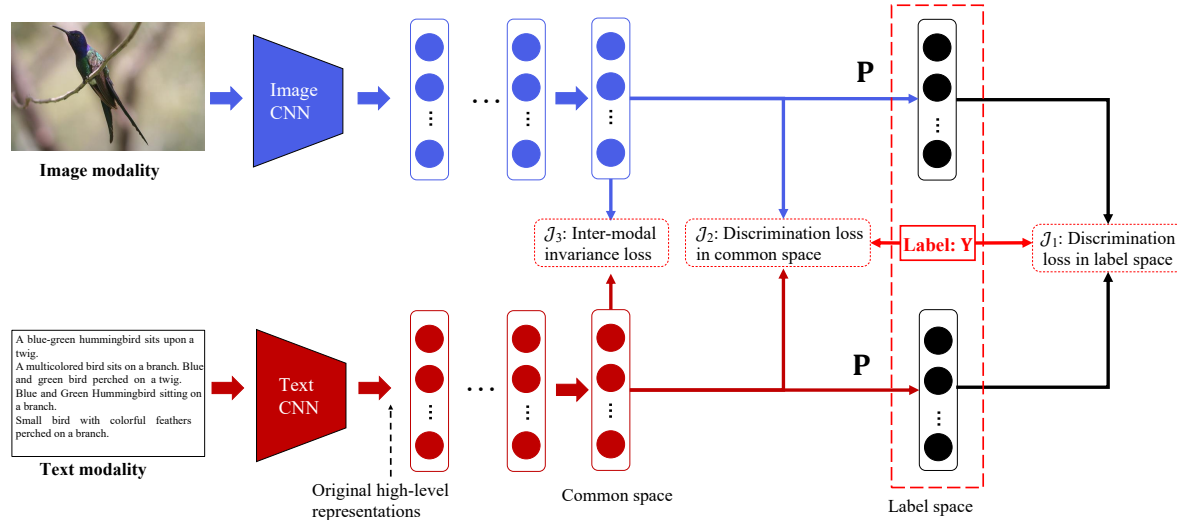 Image modality
Image
CNN
P
𝒥₃: Inter-modal
invariance loss
𝒥₂: Discrimination loss
in common space
Label: Y
𝒥₁: Discrimination
loss in label space
A blue-green hummingbird sits upon a
twig.
A multicolored bird sits on a branch. Blue
and green bird perched on a twig.
Blue and Green Hummingbird sitting on
a branch.
Small bird with colorful feathers
perched on a branch.
Text modality
Text
CNN
P
Original high-level
representations
Common space
Label space